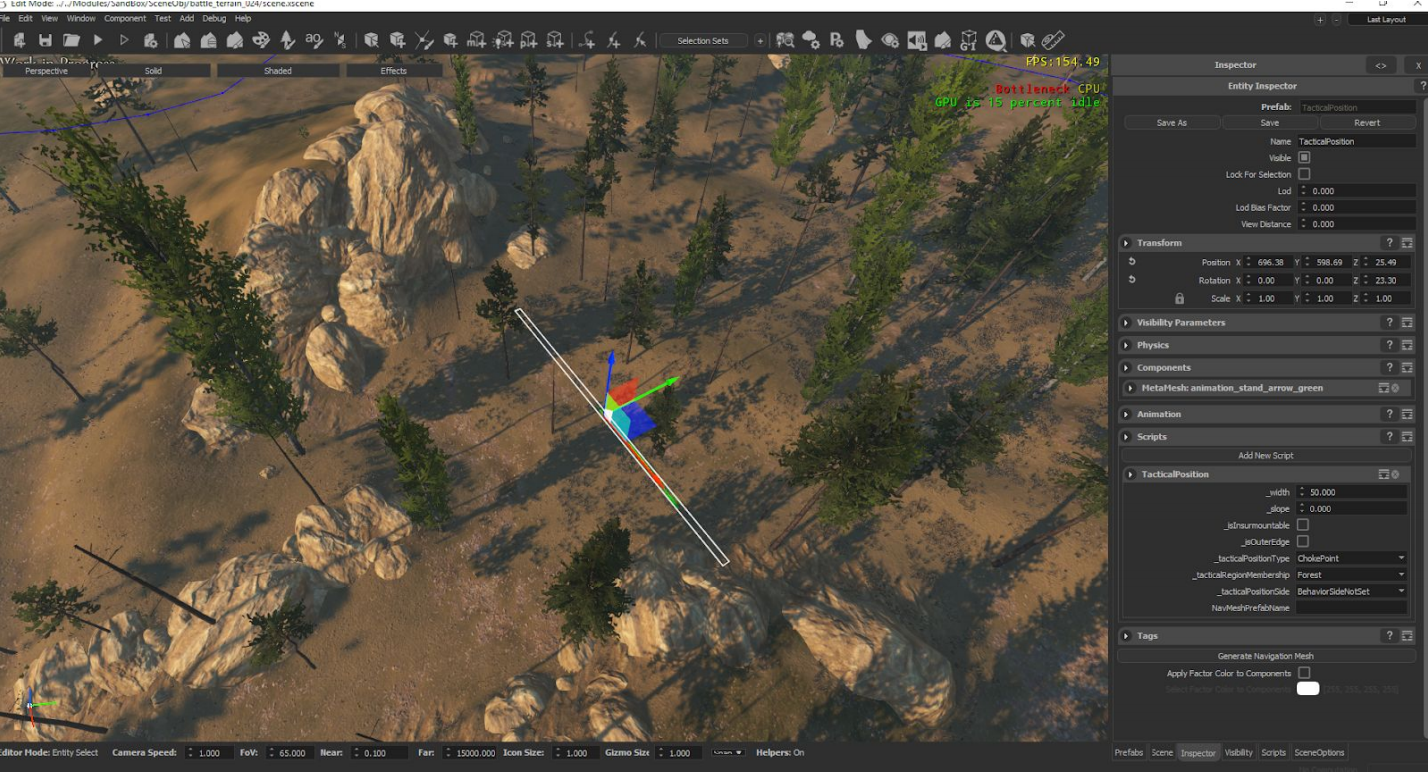 Edit Mode: ../../Modules/SandBox/SceneObj/battle_terrain_024/scene.xscene
File Edit View Window Component Test Add Debug Help
+ - Last Layout
Selection Sets +
Work in Progress
Perspective Solid Shaded Effects
FPS:154.49
Bottleneck CPU
GPU is 15 percent idle
Inspector <> X
Entity Inspector ?
Prefab: TacticalPosition
Save As Save Revert
Name TacticalPosition
Visible
Lock For Selection
Lod 0.000
Lod Bias Factor 0.000
View Distance 0.000
Transform ?
Position X 696.38 Y 598.69 Z 25.49
Rotation X 0.00 Y 0.00 Z 23.30
Scale X 1.00 Y 1.00 Z 1.00
Visibility Parameters ?
Physics ?
Components ?
MetaMesh: animation_stand_arrow_green
Animation ?
Scripts ?
Add New Script
TacticalPosition
_width 50.000
_slope 0.000
_isInsurmountable
_isOuterEdge
_tacticalPositionType ChokePoint
_tacticalRegionMembership Forest
_tacticalPositionSide BehaviorSideNotSet
NavMeshPrefabName
Tags ?
Generate Navigation Mesh
Apply Factor Color to Components
Select Factor Color to Components
Editor Mode: Entity Select Camera Speed: 1.000 FoV: 65.000 Near: 0.100 Far: 15000.000 Icon Size: 1.000 Gizmo Size 1.000 Helpers: On
Prefabs Scene Inspector Visibility Scripts SceneOptions